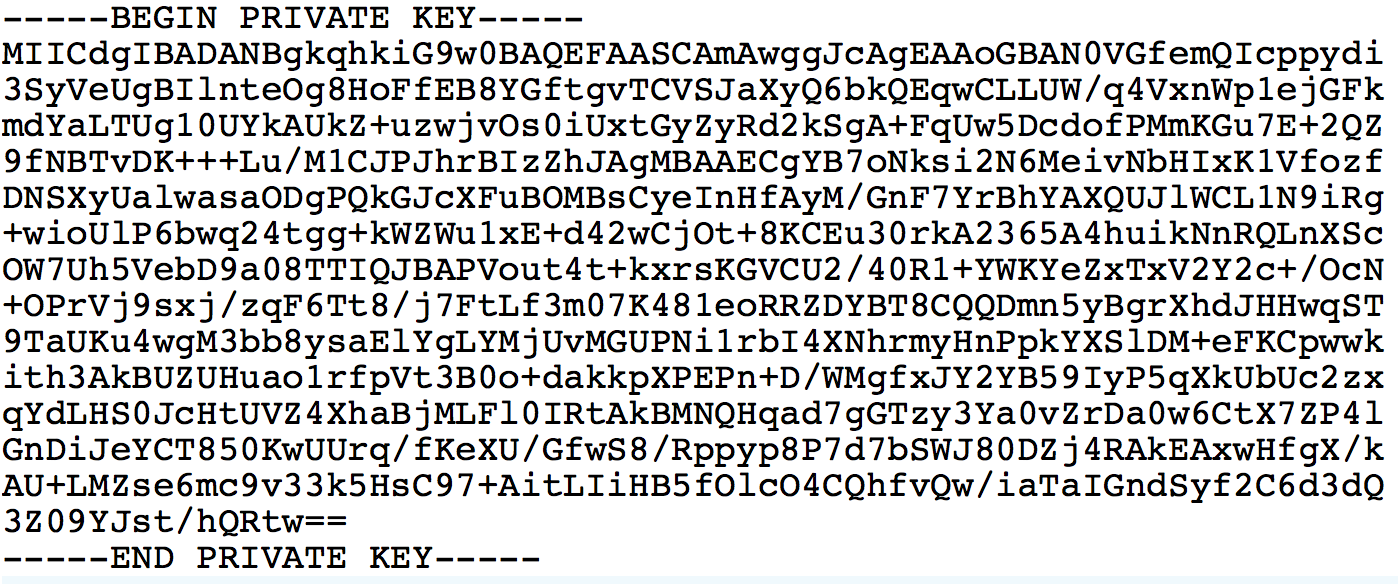 -----BEGIN PRIVATE KEY-----
MIICdgIBADANBgkqhkiG9w0BAQEFAASCAmAwggJcAgEAAoGBAN0VGfemQIcppydi
3SyVeUgBIlnteOg8HoFfEB8YGftgvTCVSJaXyQ6bkQEqwCLLUW/q4VxnWp1ejGFk
mdYaLTUg10UYkAUkZ+uzwjvOs0iUxtGyZyRd2kSgA+FqUw5DcdofPMmKGu7E+2QZ
9fNBTvDK+++Lu/M1CJPJhrBIzZhJAgMBAAECgYB7oNksi2N6MeivNbHIxK1Vfozf
DNSXyUalwasaODgPQkGJcXFuBOMBsCyeInHfAyM/GnF7YrBhYAXQUJlWCL1N9iRg
+wioUlP6bwq24tgg+kWZWu1xE+d42wCjOt+8KCEu30rkA2365A4huikNnRQLnXSc
OW7Uh5VebD9a08TTIQJBAPVout4t+kxrsKGVCU2/40R1+YWKYeZxTxV2Y2c+/OcN
+OPrVj9sxj/zqF6Tt8/j7FtLf3m07K481eoRRZDYBT8CQQDmn5yBgrXhdJHHwqST
9TaUKu4wgM3bb8ysaElYgLYMjUvMGUPNi1rbI4XNhrmyHnPpkYXSlDM+eFKCpwwk
ith3AkBUZUHuao1rfpVt3B0o+dakkpXPEPn+D/WMgfxJY2YB59IyP5qXkUbUc2zx
qYdLHS0JcHtUVZ4XhaBjMLFl0IRtAkBMNQHqad7gGTzy3Ya0vZrDa0w6CtX7ZP4l
GnDiJeYCT850KwUUrq/fKeXU/GfwS8/Rppyp8P7d7bSWJ80DZj4RAkEAxwHfgX/k
AU+LMZse6mc9v33k5HsC97+AitLIiHB5fOlcO4CQhfvQw/iaTaIGndSyf2C6d3dQ
3Z09YJst/hQRtw==
-----END PRIVATE KEY-----